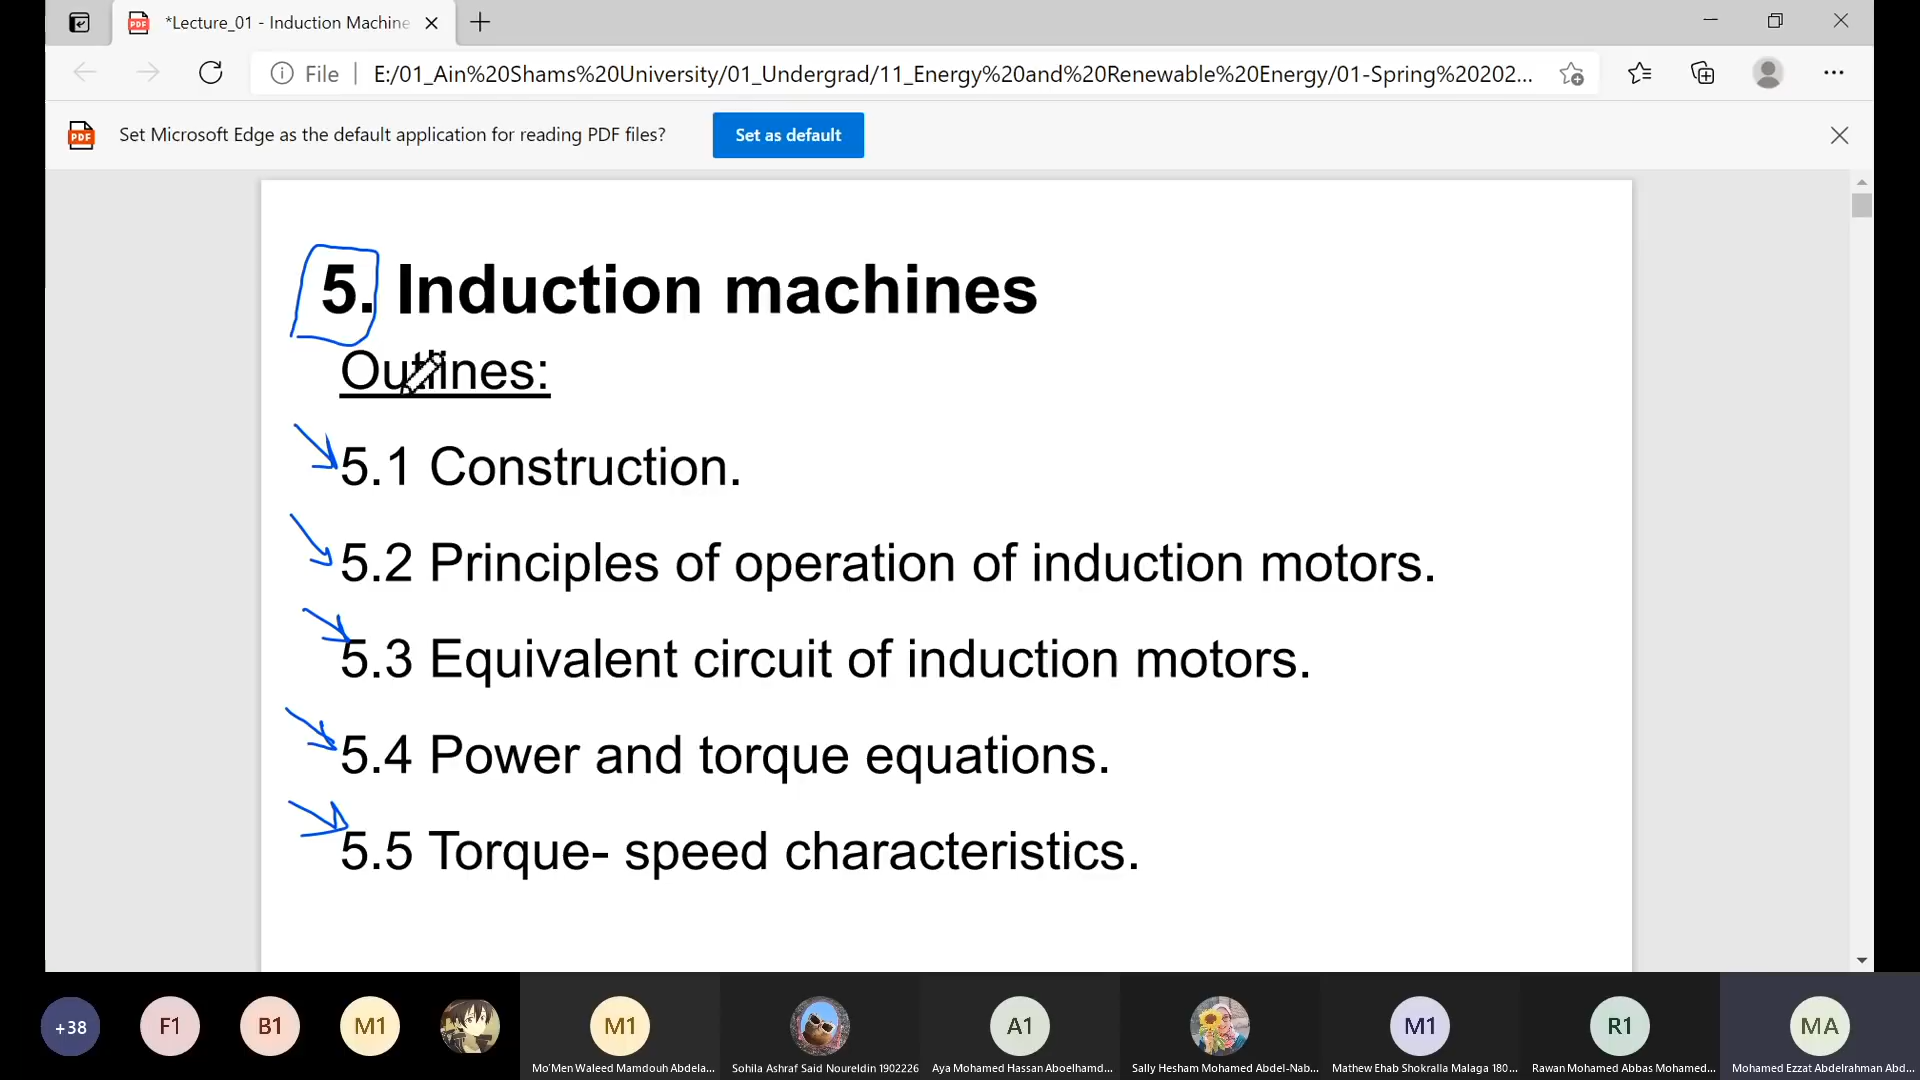 *Lecture_01 - Induction Machine
File
E:/01_Ain%20Shams%20University/01_Undergrad/11_Energy%20and%20Renewable%20Energy/01-Spring%20202...
PDF
Set Microsoft Edge as the default application for reading PDF files?
Set as default
5. Induction machines
Outlines:
5.1 Construction.
5.2 Principles of operation of induction motors.
5.3 Equivalent circuit of induction motors.
5.4 Power and torque equations.
5.5 Torque- speed characteristics.
+38
F1
B1
M1
M1
A1
M1
R1
MA
Mo'Men Waleed Mamdouh Abdela...
Sohila Ashraf Said Noureldin 1902226
Aya Mohamed Hassan Aboelhamd...
Sally Hesham Mohamed Abdel-Nab...
Mathew Ehab Shokralla Malaga 180...
Rawan Mohamed Abbas Mohamed...
Mohamed Ezzat Abdelrahman Abd...